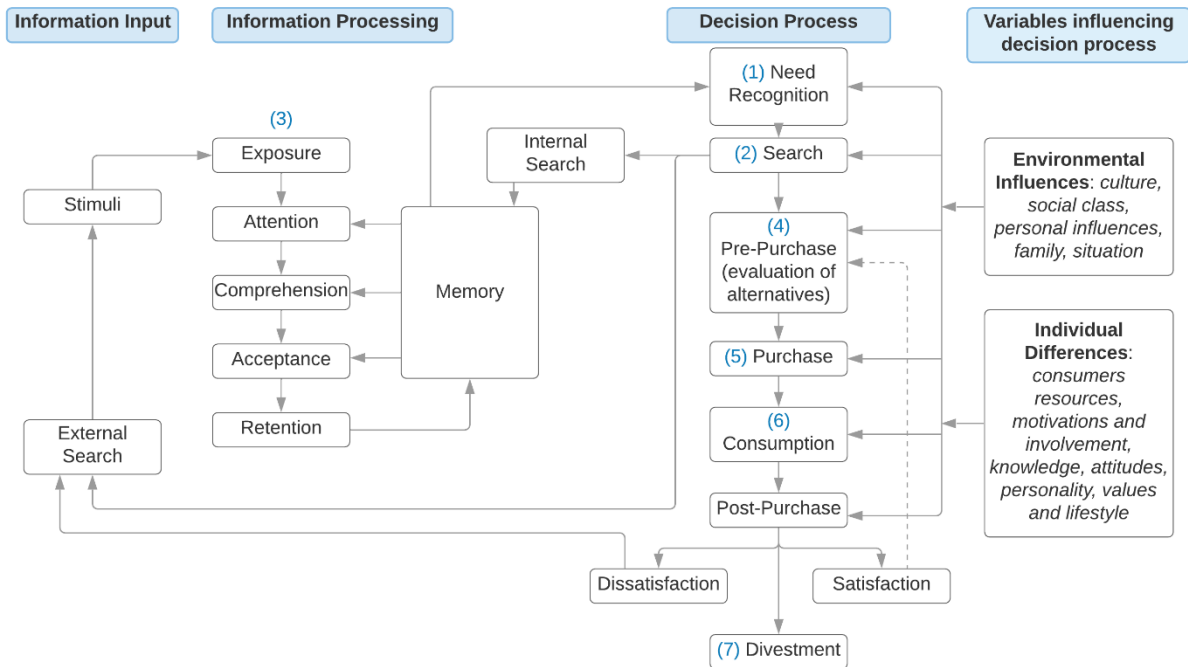 Information Input
Information Processing
Decision Process
Variables influencing
decision process
(1) Need
Recognition
(3)
Exposure
Internal
Search
(2) Search
Stimuli
Attention
Comprehension
Acceptance
Retention
Memory
External
Search
(4)
Pre-Purchase
(evaluation of
alternatives)
(5) Purchase
(6)
Consumption
Post-Purchase
Dissatisfaction
Satisfaction
(7) Divestment
Environmental
Influences: culture,
social class,
personal influences,
family, situation
Individual
Differences:
consumers
resources,
motivations and
involvement,
knowledge, attitudes,
personality, values
and lifestyle